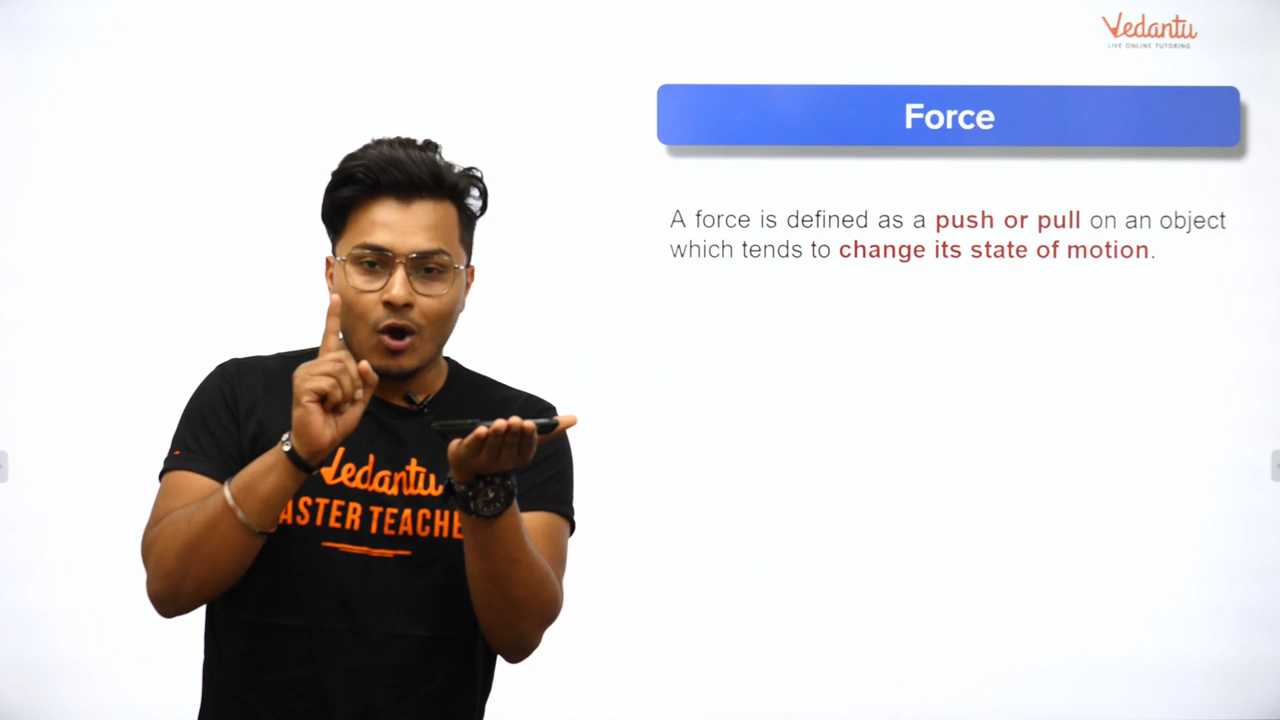 Vedantu
LIVE ONLINE TUTORING
Force
A force is defined as a push or pull on an object
which tends to change its state of motion.
Vedantu
ASTER TEACHE